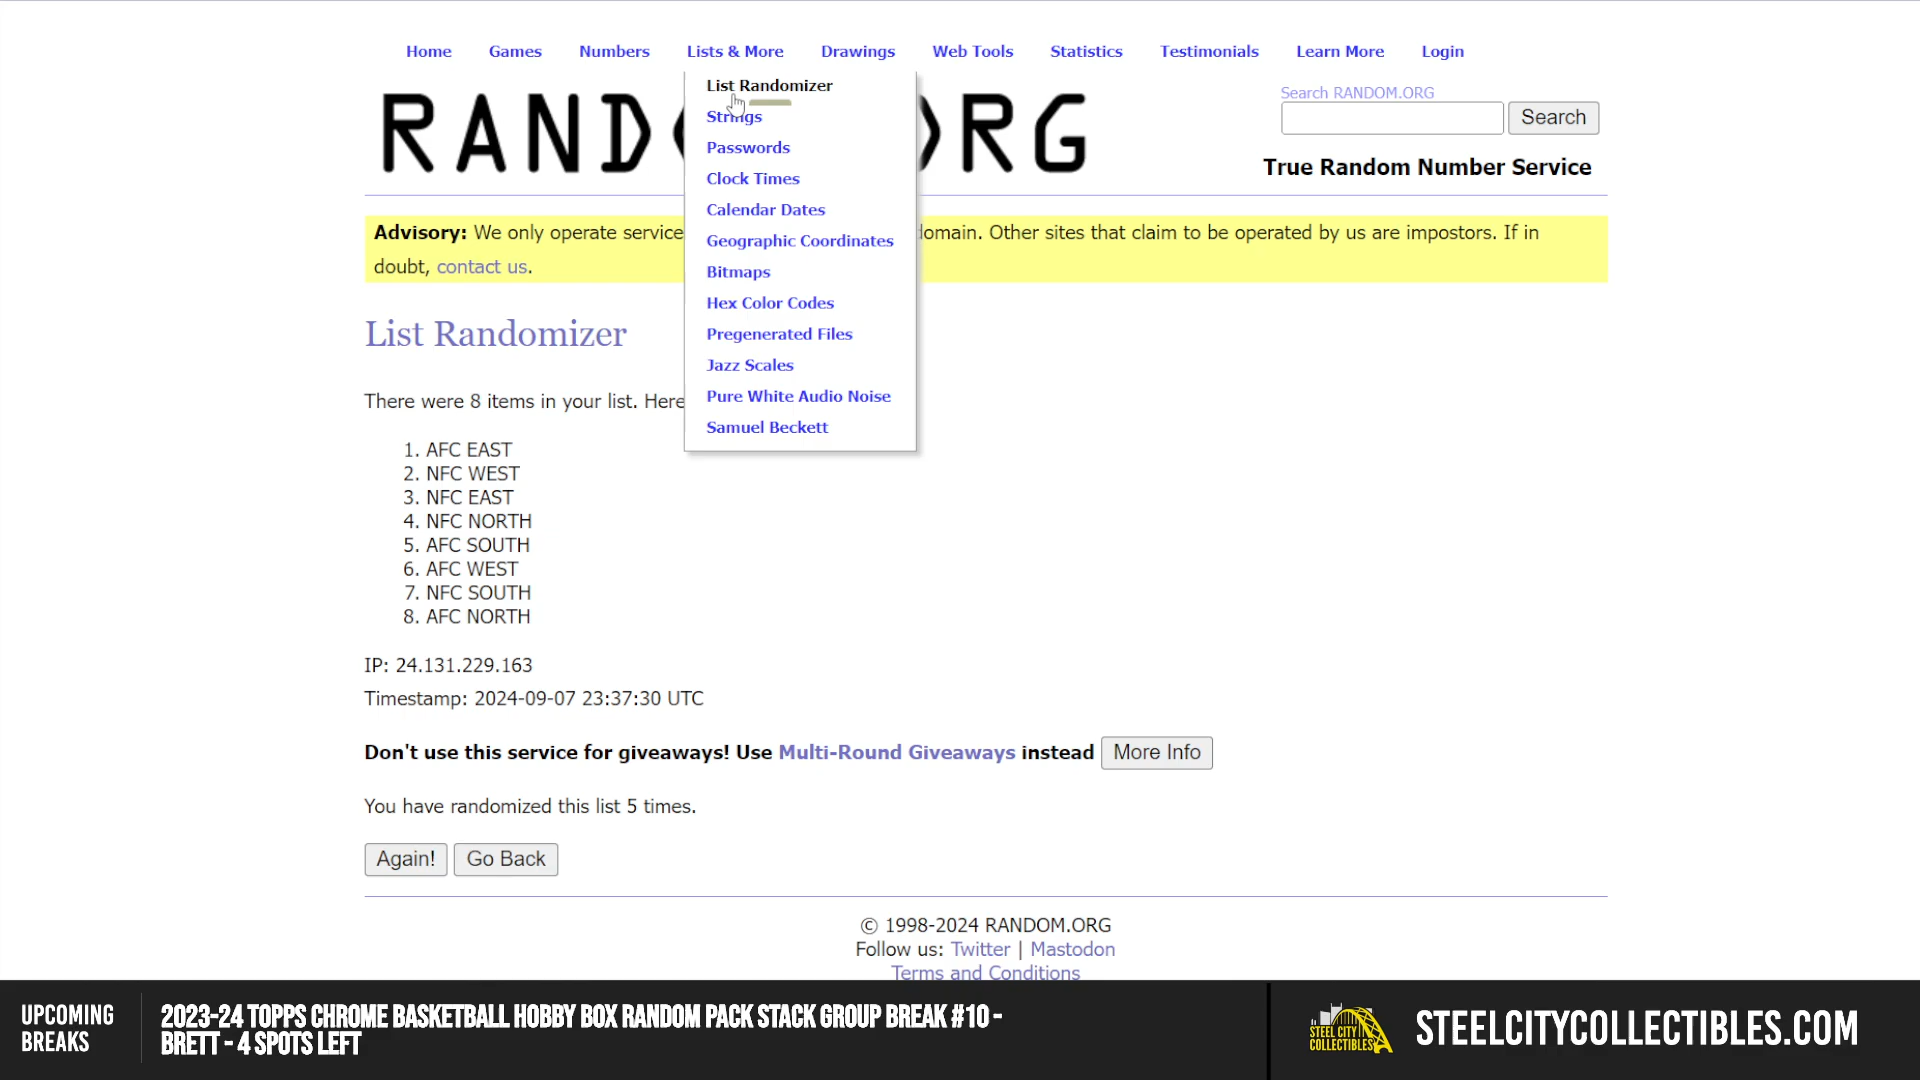 Home Games Numbers Lists & More Drawings Web Tools Statistics Testimonials Learn More Login
List Randomizer
Strings
Passwords
Clock Times
Calendar Dates
Geographic Coordinates
Bitmaps
Hex Color Codes
Pregenerated Files
Jazz Scales
Pure White Audio Noise
Samuel Beckett
RAND RG
Search RANDOM.ORG
Search
True Random Number Service
Advisory: We only operate service domain. Other sites that claim to be operated by us are impostors. If in
doubt, contact us.
List Randomizer
There were 8 items in your list. Here
1. AFC EAST
2. NFC WEST
3. NFC EAST
4. NFC NORTH
5. AFC SOUTH
6. AFC WEST
7. NFC SOUTH
8. AFC NORTH
IP: 24.131.229.163
Timestamp: 2024-09-07 23:37:30 UTC
Don't use this service for giveaways! Use Multi-Round Giveaways instead More Info
You have randomized this list 5 times.
Again! Go Back
© 1998-2024 RANDOM.ORG
Follow us: Twitter | Mastodon
Terms and Conditions
UPCOMING
BREAKS
2023-24 TOPPS CHROME BASKETBALL HOBBY BOX RANDOM PACK STACK GROUP BREAK #10 -
BRETT - 4 SPOTS LEFT
STEEL CITY
COLLECTIBLES
STEELCITYCOLLECTIBLES.COM